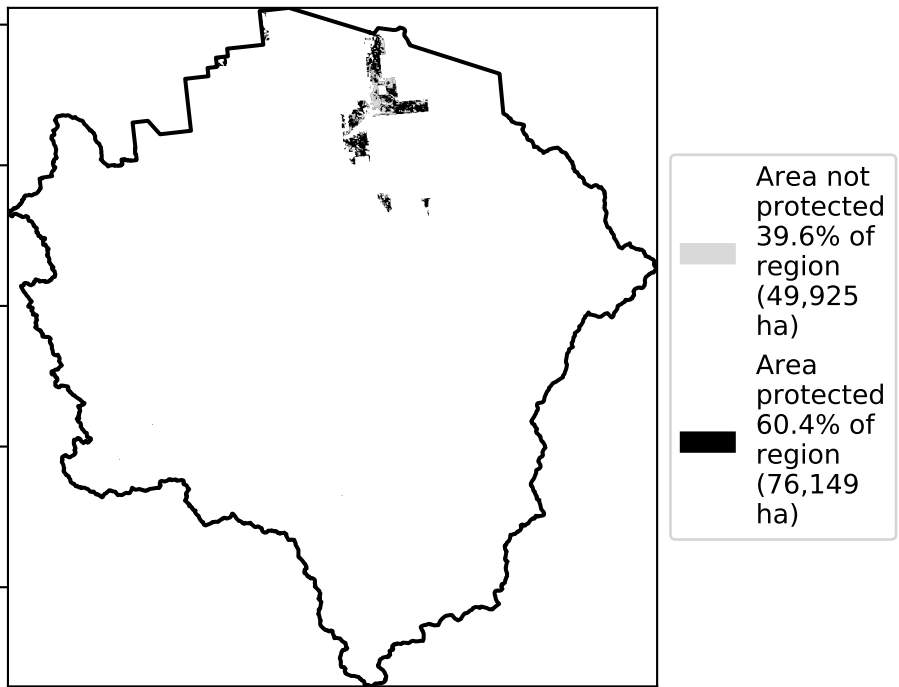 Area not
protected
39.6% of
region
(49,925
ha)
Area
protected
60.4% of
region
(76,149
ha)